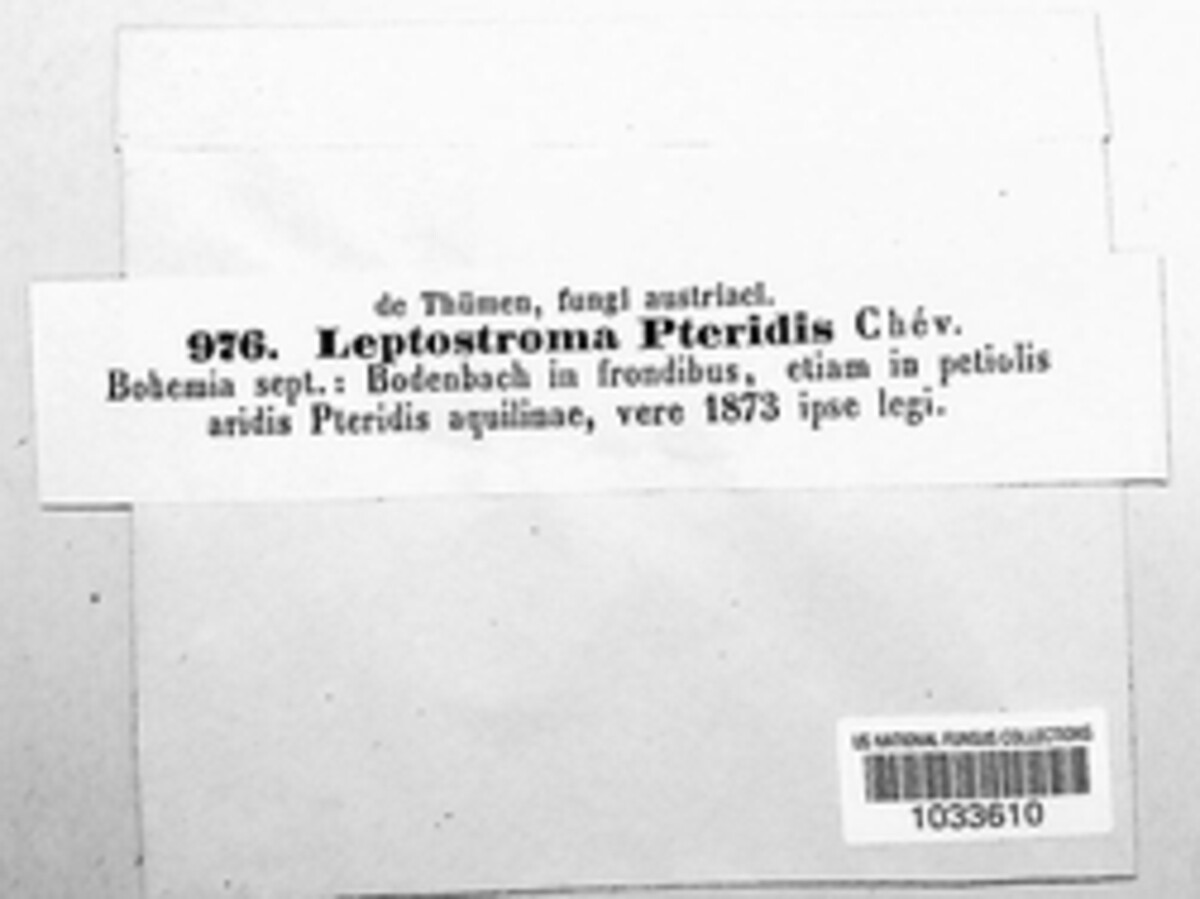 de Thümen, fungi austriaci.
976. Leptostroma Pteridis Chév.
Bohemia sept.: Bodenbach in frondibus, etiam in petiolis
aridis Pteridis aquilinae, vere 1873 ipse legi.
US NATIONAL FUNGUS COLLECTIONS
1033610